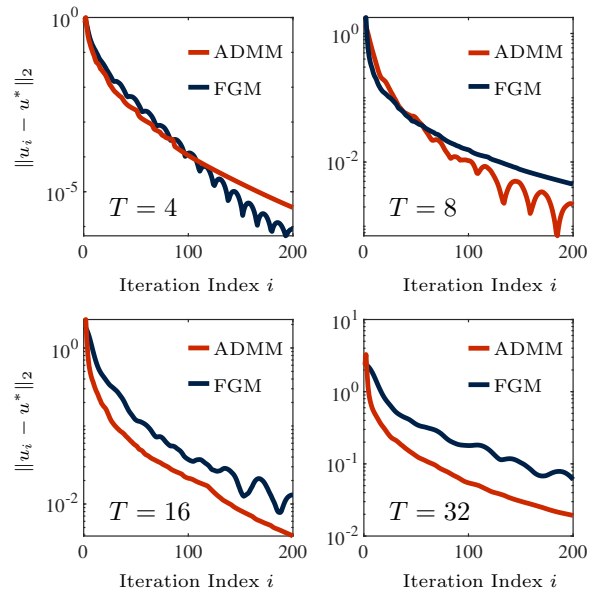 ADMM
FGM
10^0
10^{-5}
T = 4
0 100 200
Iteration Index i
‖u_i − u*‖_2
ADMM
FGM
10^0
10^{-2}
T = 8
0 100 200
Iteration Index i
ADMM
FGM
10^0
10^{-2}
T = 16
0 100 200
Iteration Index i
‖u_i − u*‖_2
ADMM
FGM
10^1
10^0
10^{-1}
10^{-2}
T = 32
0 100 200
Iteration Index i